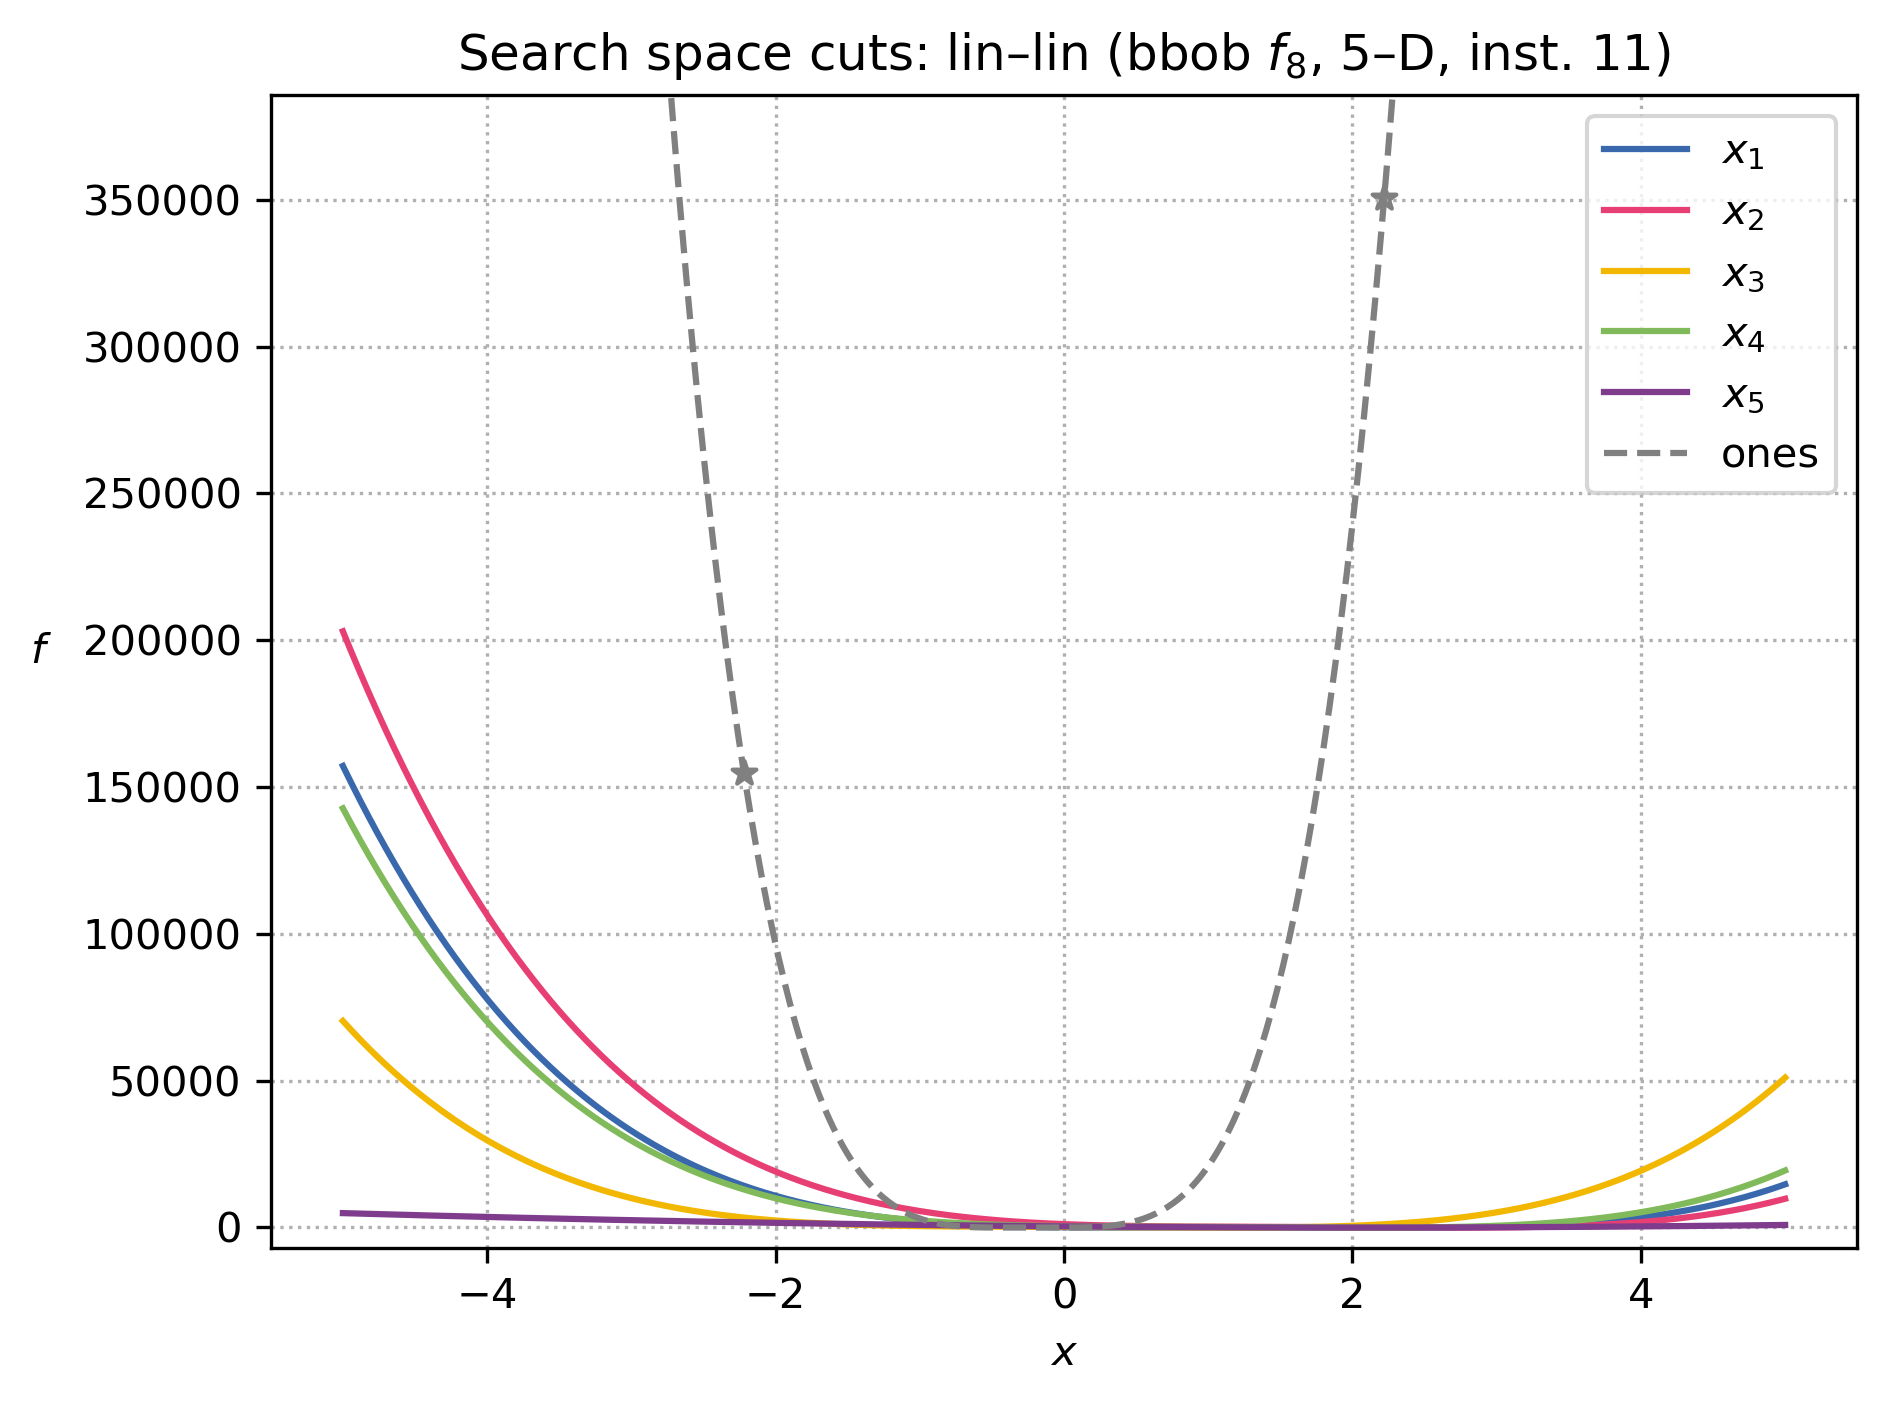 Search space cuts: lin–lin (bbob f₈, 5–D, inst. 11)
x₁
x₂
x₃
x₄
x₅
ones
350000
300000
250000
200000
150000
100000
50000
0
f
−4
−2
0
2
4
x